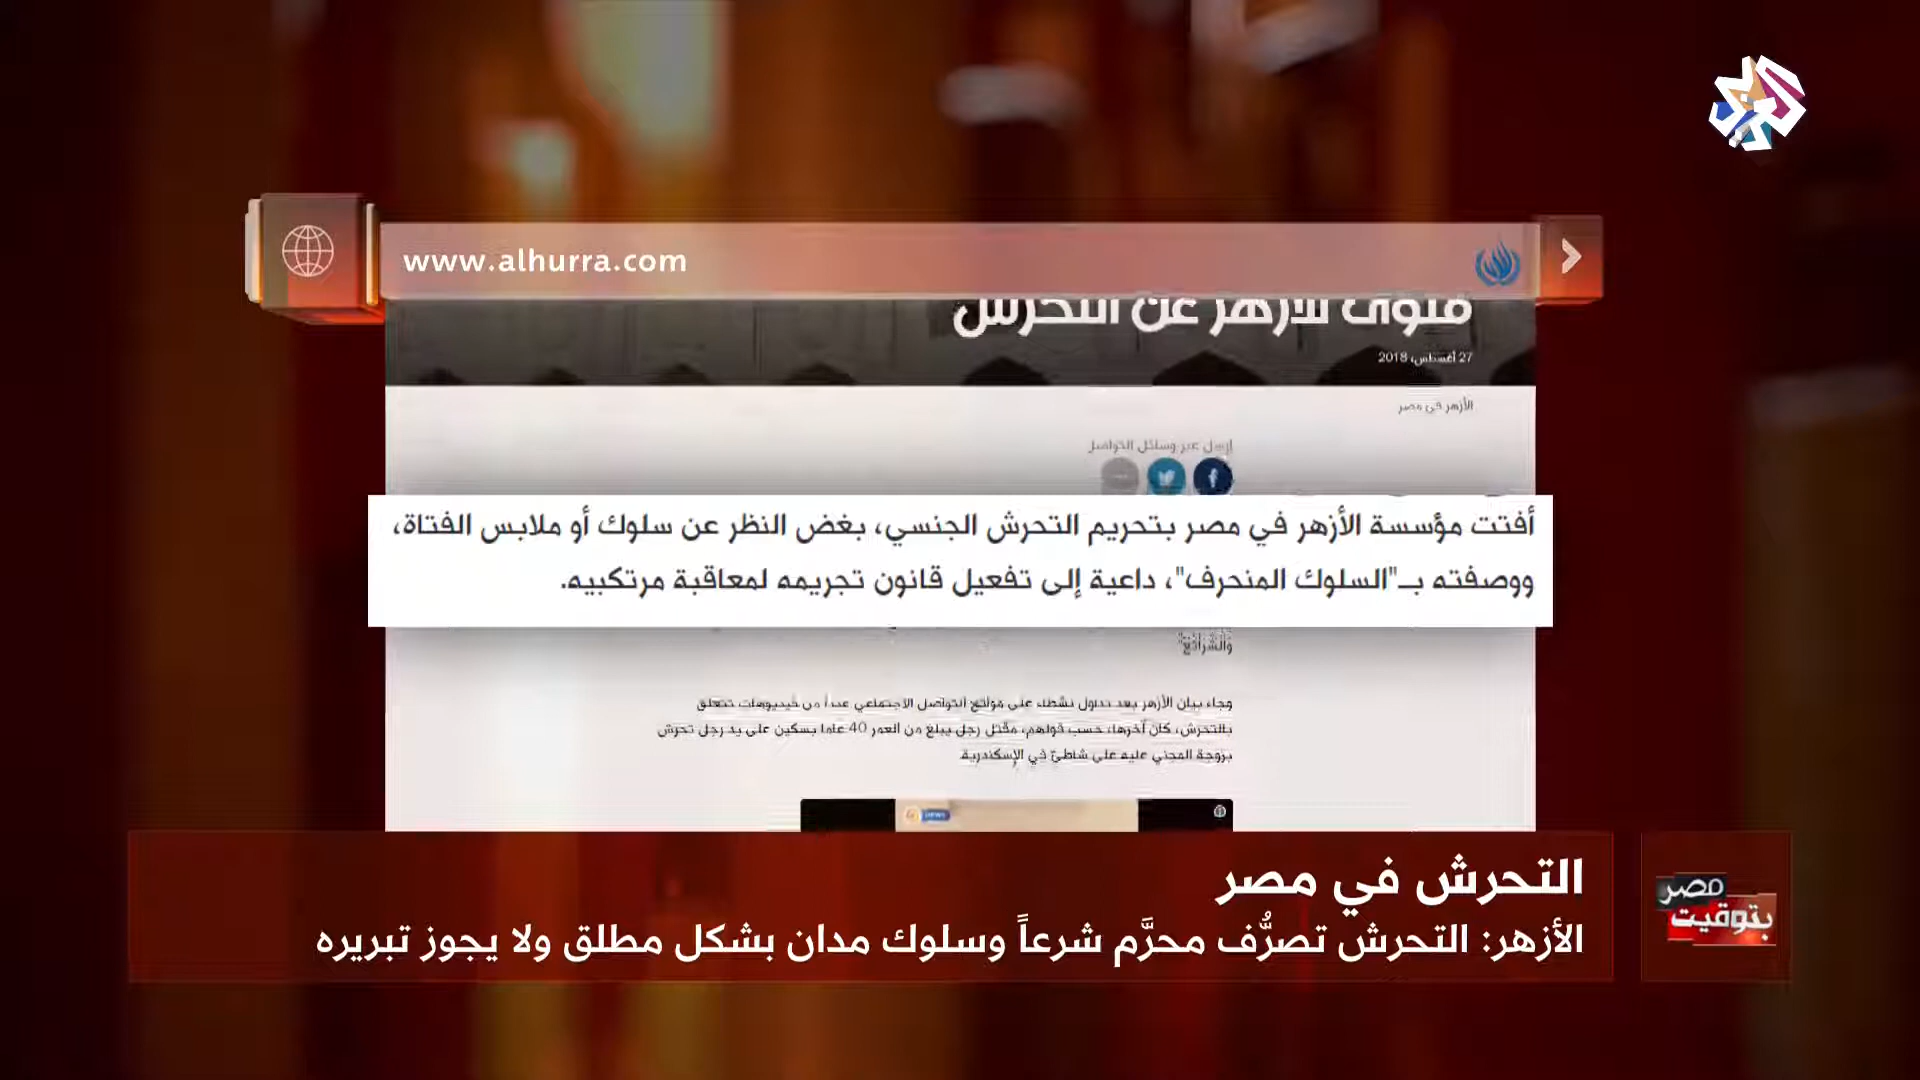 www.alhurra.com
فتوى للأزهر عن التحرش
27 أغسطس، 2018
الأزهر في مصر
إرسل عبر وسائل التواصل
أفتت مؤسسة الأزهر في مصر بتحريم التحرش الجنسي، بغض النظر عن سلوك أو ملابس الفتاة،
ووصفته بـ"السلوك المنحرف"، داعية إلى تفعيل قانون تجريمه لمعاقبة مرتكبيه.
والشرائع"
وجاء بيان الأزهر بعد تداول نشطاء على مواقع التواصل الاجتماعي عددا من فيديوهات تتعلق
بالتحرش، كان آخرها، حسب قولهم، مقتل رجل يبلغ من العمر 40 عاما بسكين على يد رجل تحرش
بزوجة المجني عليه على شاطئ في الإسكندرية.
NEWS
التحرش في مصر
الأزهر: التحرش تصرُّف محرَّم شرعاً وسلوك مدان بشكل مطلق ولا يجوز تبريره
مصر
بتوقيت